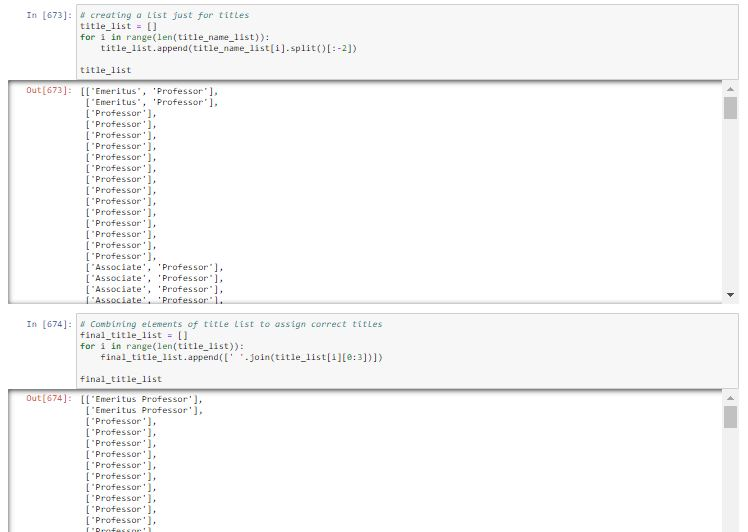 In [673]: # creating a list just for titles
title_list = []
for i in range(len(title_name_list)):
    title_list.append(title_name_list[i].split()[:-2])
title_list
Out[673]: [['Emeritus', 'Professor'],
['Emeritus', 'Professor'],
['Professor'],
['Professor'],
['Professor'],
['Professor'],
['Professor'],
['Professor'],
['Professor'],
['Professor'],
['Professor'],
['Professor'],
['Professor'],
['Professor'],
['Professor'],
['Professor'],
['Associate', 'Professor'],
['Associate', 'Professor'],
['Associate', 'Professor'],
['Associate', 'Professor'],
In [674]: # Combining elements of title list to assign correct titles
final_title_list = []
for i in range(len(title_list)):
    final_title_list.append([' '.join(title_list[i][0:3])])
final_title_list
Out[674]: [['Emeritus Professor'],
['Emeritus Professor'],
['Professor'],
['Professor'],
['Professor'],
['Professor'],
['Professor'],
['Professor'],
['Professor'],
['Professor'],
['Professor'],
['Professor'],
['Professor'],